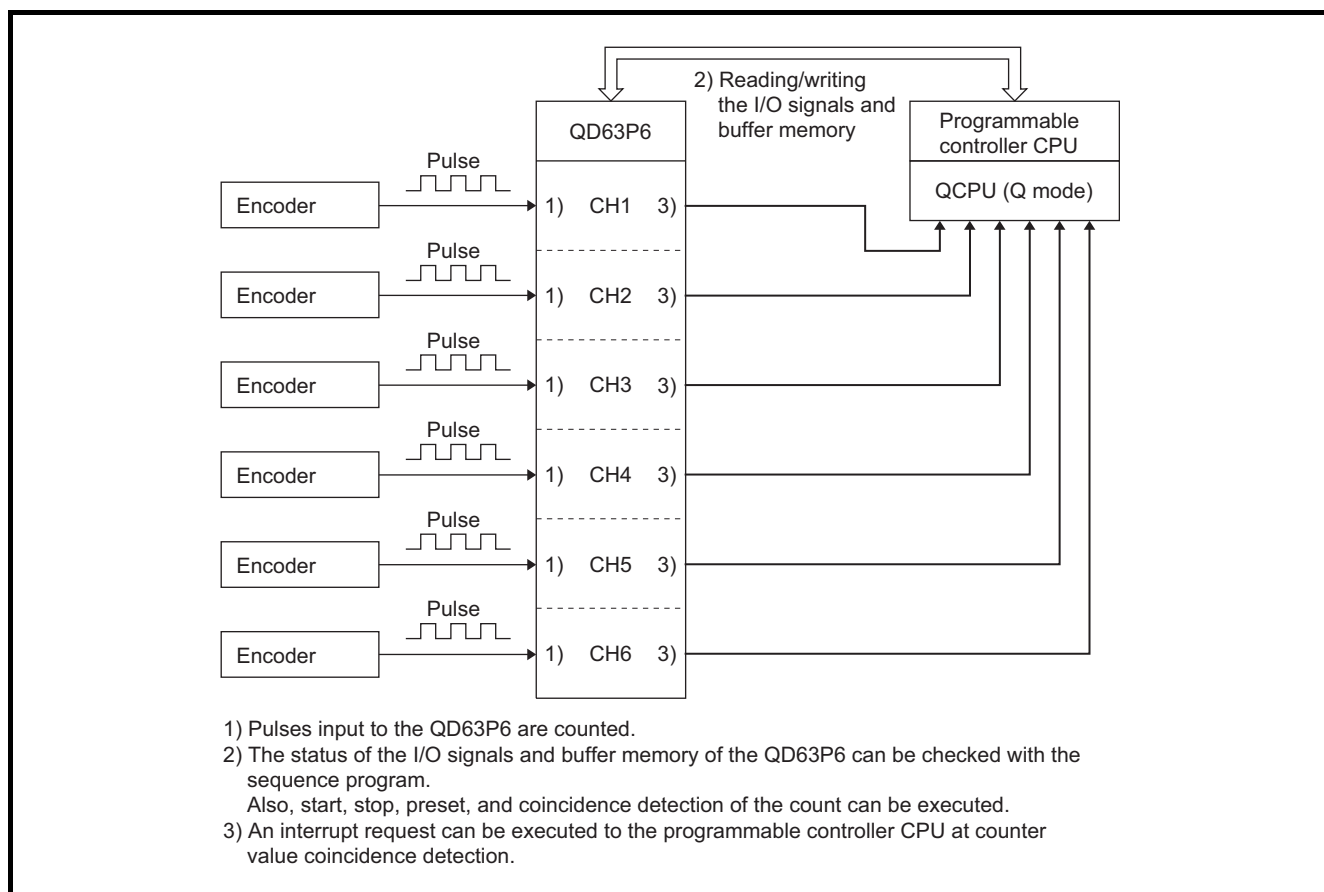 2) Reading/writing
the I/O signals and
buffer memory
QD63P6
Programmable
controller CPU
QCPU (Q mode)
Pulse
Encoder
1) CH1 3)
Pulse
Encoder
1) CH2 3)
Pulse
Encoder
1) CH3 3)
Pulse
Encoder
1) CH4 3)
Pulse
Encoder
1) CH5 3)
Pulse
Encoder
1) CH6 3)
1) Pulses input to the QD63P6 are counted.
2) The status of the I/O signals and buffer memory of the QD63P6 can be checked with the
sequence program.
Also, start, stop, preset, and coincidence detection of the count can be executed.
3) An interrupt request can be executed to the programmable controller CPU at counter
value coincidence detection.